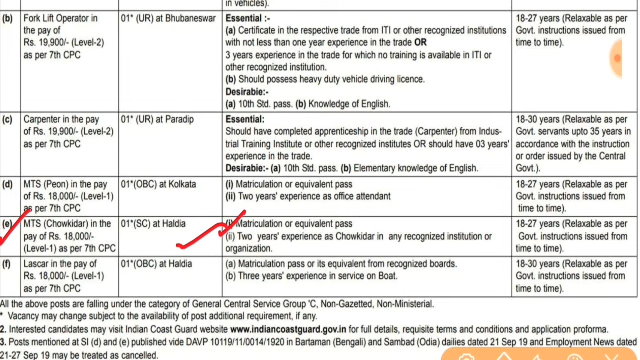 in vehicles).
(b) Fork Lift Operator in the pay of Rs. 19,900/- (Level-2) as per 7th CPC
01* (UR) at Bhubaneswar
Essential :-
(a) Certificate in the respective trade from ITI or other recognized institutions
with not less than one year experience in the trade OR
3 years experience in the trade for which no training is available in ITI or
other recognized institution.
(b) Should possess heavy duty vehicle driving licence.
Desirabie:-
(a) 10th Std. pass. (b) Knowledge of English.
18-27 years (Relaxable as per
Govt. instructions issued from
time to time).
(c) Carpenter in the pay
of Rs. 19,900/- (Level-2)
as per 7th CPC
01* (UR) at Paradip
Essential:
Should have completed apprenticeship in the trade (Carpenter) from Indus-
trial Training Institute or other recognized institutes OR should have 03 years'
experience in the trade.
Desirable:- (a) 10th Std. pass. (b) Elementary knowledge of English.
18-30 years (Relaxable as per
Govt. servants upto 35 years in
accordance with the instruction
or order issued by the Central
Govt.).
(d) MTS (Peon) in the pay
of Rs. 18,000/- (Level-1)
as per 7th CPC
01*(OBC) at Kolkata
(i) Matriculation or equivalent pass
(ii) Two years' experience as office attendant
18-27 years (Relaxable as per
Govt. instructions issued from
time to time).
(e) MTS (Chowkidar) in the
pay of Rs. 18,000/-
(Level-1) as per 7th CPC
01*(SC) at Haldia
(i) Matriculation or equivalent pass
(ii) Two years' experience as Chowkidar in any recognized institution or
organization.
18-27 years (Relaxable as per
Govt. instructions issued from
time to time).
(f) Lascar in the pay of
Rs. 18,000/- (Level-1)
as per 7th CPC
01*(OBC) at Haldia
(a) Matriculation pass or its equivalent from recognized boards.
(b) Three years' experience in service on Boat.
18-30 years (Relaxable as per
Govt. instructions issued from
time to time).
All the above posts are falling under the category of General Central Service Group 'C, Non-Gazetted, Non-Ministerial.
* Vacancy may change subject to the availability of post additional requirement, if any.
2. Interested candidates may visit Indian Coast Guard website www.indiancoastguard.gov.in for full details, requisite terms and conditions and application proforma.
3. Posts mentioned at SI (d) and (e) published vide DAVP 10119/11/0014/1920 in Bartaman (Bengali) and Sambad (Odia) dailies dated 21 Sep 19 and Employment News dated
21-27 Sep 19 may be treated as cancelled.